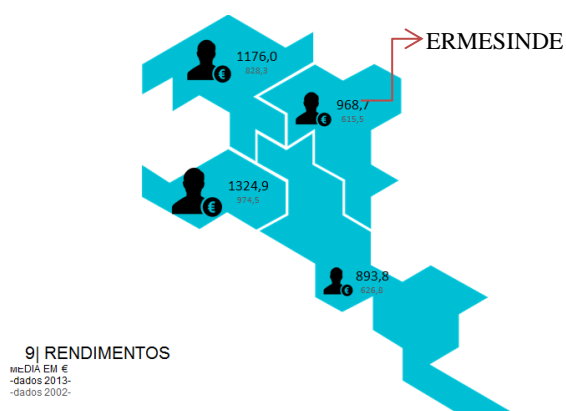 ERMESINDE
1176,0
828,3
968,7
615,5
1324,9
974,5
893,8
626,8
9| RENDIMENTOS
MÉDIA EM €
-dados 2013-
-dados 2002-